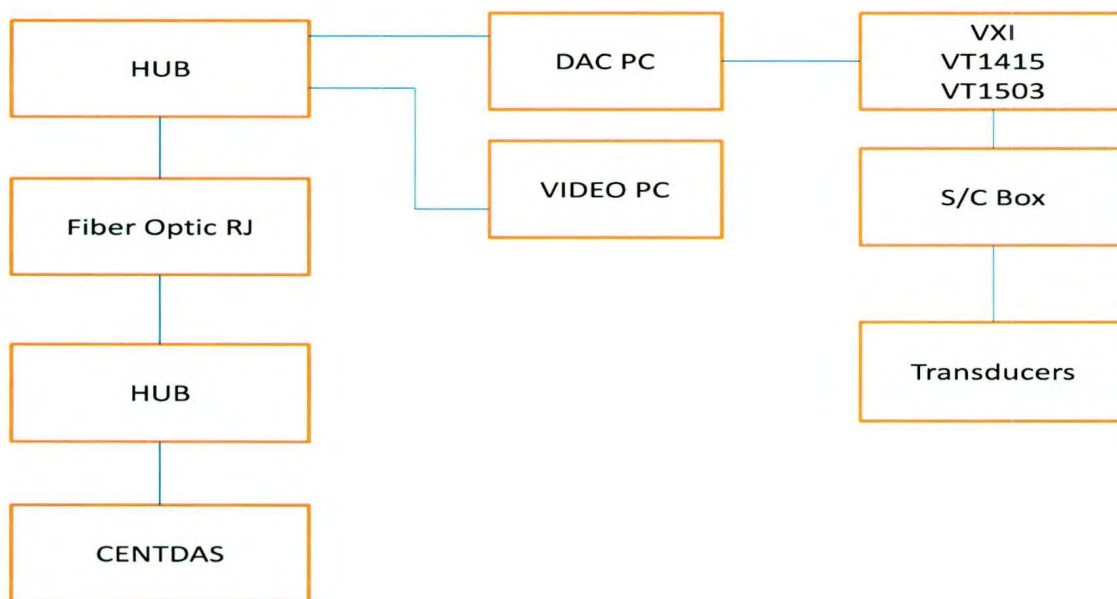 HUB
DAC PC
VXI
VT1415
VT1503
VIDEO PC
S/C Box
Fiber Optic RJ
HUB
Transducers
CENTDAS